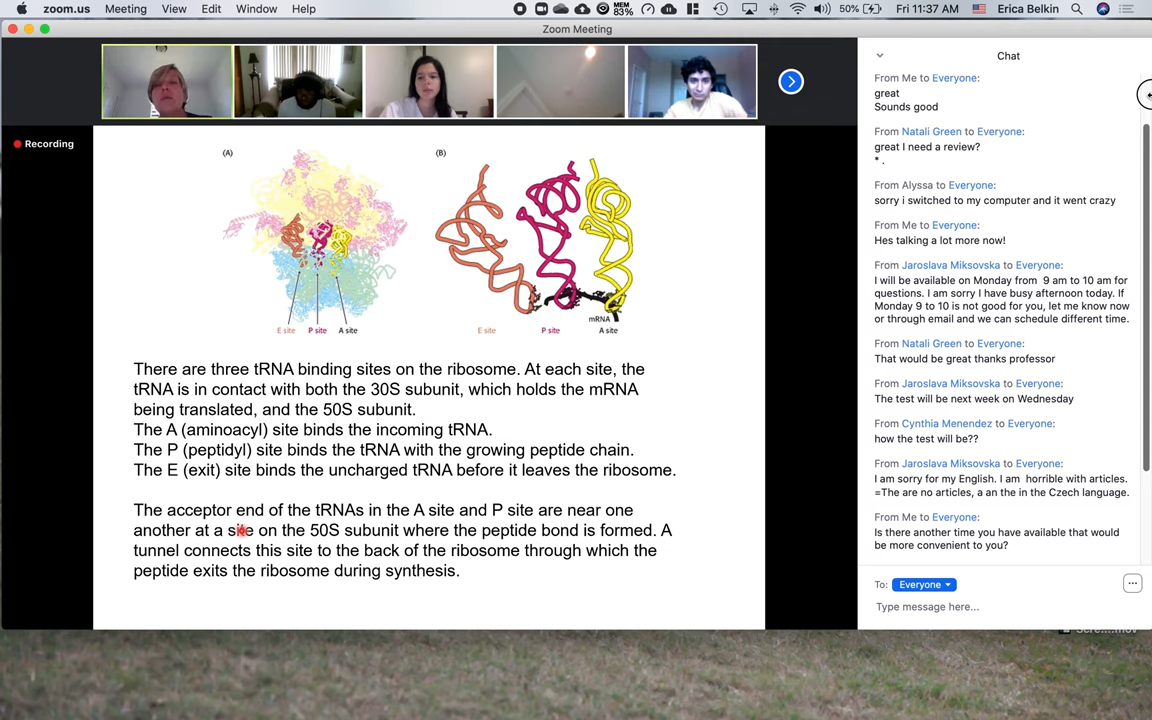 zoom.us Meeting View Edit Window Help MEM 83% 50% Fri 11:37 AM Erica Belkin
Zoom Meeting
Recording
(A)
(B)
E site P site A site
mRNA
E site P site A site
There are three tRNA binding sites on the ribosome. At each site, the
tRNA is in contact with both the 30S subunit, which holds the mRNA
being translated, and the 50S subunit.
The A (aminoacyl) site binds the incoming tRNA.
The P (peptidyl) site binds the tRNA with the growing peptide chain.
The E (exit) site binds the uncharged tRNA before it leaves the ribosome.
The acceptor end of the tRNAs in the A site and P site are near one
another at a site on the 50S subunit where the peptide bond is formed. A
tunnel connects this site to the back of the ribosome through which the
peptide exits the ribosome during synthesis.
Chat
From Me to Everyone:
great
Sounds good
From Natali Green to Everyone:
great I need a review?
* .
From Alyssa to Everyone:
sorry i switched to my computer and it went crazy
From Me to Everyone:
Hes talking a lot more now!
From Jaroslava Miksovska to Everyone:
I will be available on Monday from 9 am to 10 am for
questions. I am sorry I have busy afternoon today. If
Monday 9 to 10 is not good for you, let me know now
or through email and we can schedule different time.
From Natali Green to Everyone:
That would be great thanks professor
From Jaroslava Miksovska to Everyone:
The test will be next week on Wednesday
From Cynthia Menendez to Everyone:
how the test will be??
From Jaroslava Miksovska to Everyone:
I am sorry for my English. I am horrible with articles.
=The are no articles, a an the in the Czech language.
From Me to Everyone:
Is there another time you have available that would
be more convenient to you?
To: Everyone
Type message here...